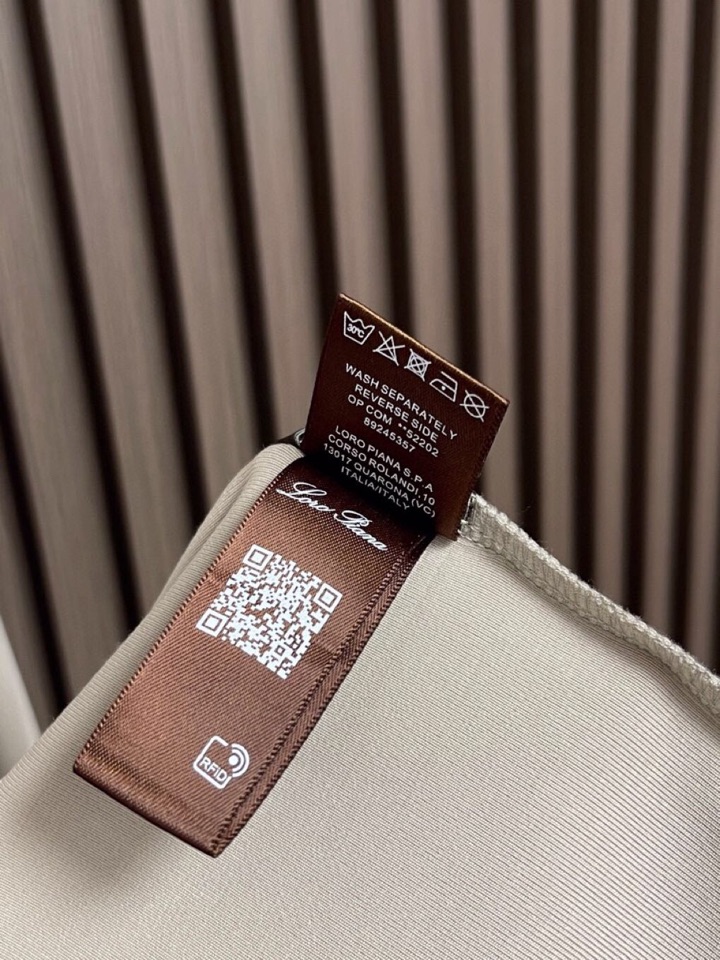 30°C
WASH SEPARATELY
REVERSE SIDE
OP COM **52202
89245357
LORO PIANA S.P.A
CORSO ROLANDI,10
13017 QUARONA (VC)
ITALIA/ITALY
Loro Piana
RFID